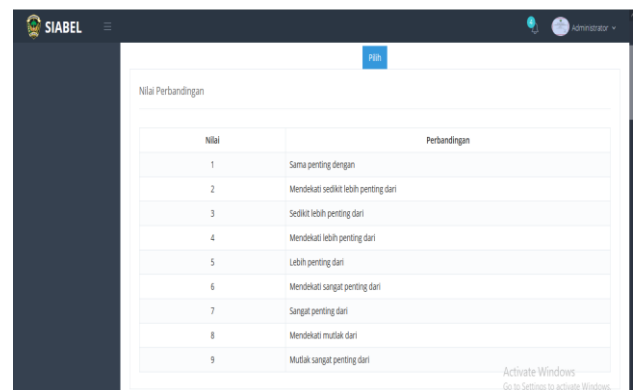 SIABEL
Administrator
Pilih
Nilai Perbandingan
Nilai Perbandingan
1 Sama penting dengan
2 Mendekati sedikit lebih penting dari
3 Sedikit lebih penting dari
4 Mendekati lebih penting dari
5 Lebih penting dari
6 Mendekati sangat penting dari
7 Sangat penting dari
8 Mendekati mutlak dari
9 Mutlak sangat penting dari
Activate Windows
Go to Settings to activate Windows.